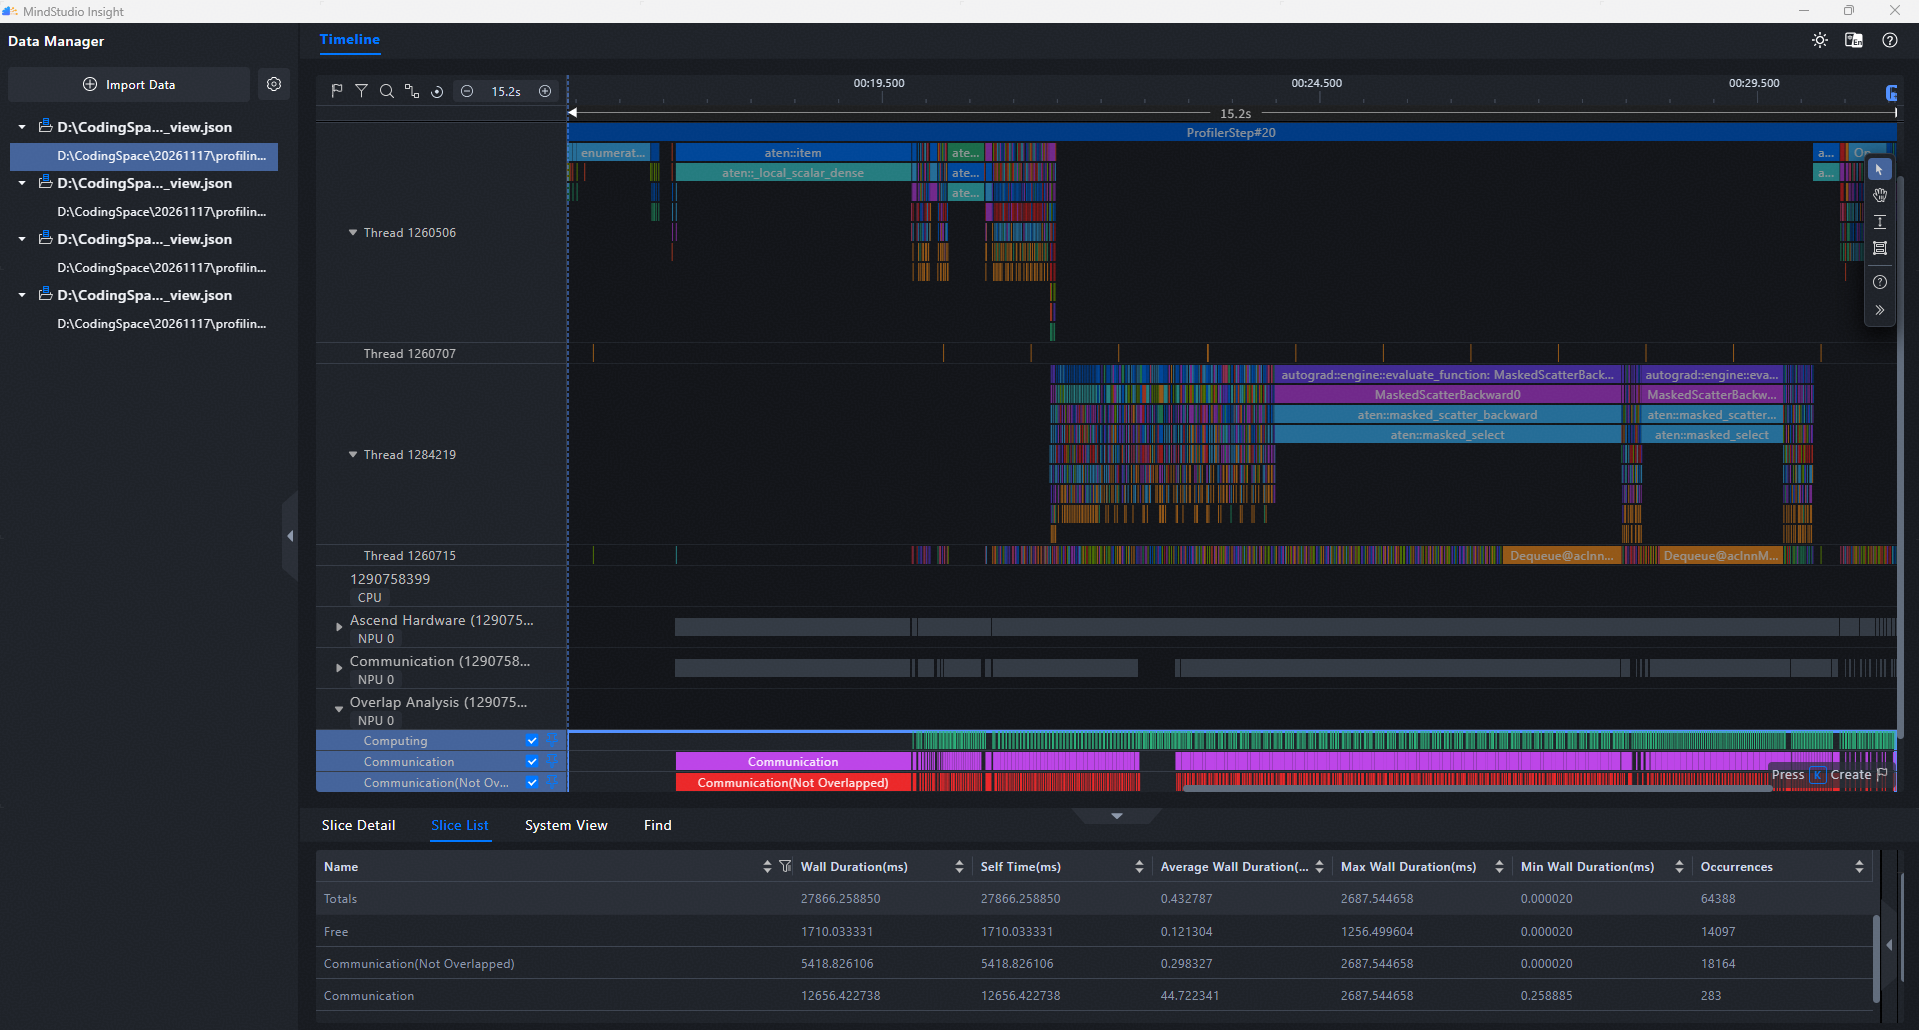 MindStudio Insight
Data Manager
Timeline
Import Data
D:\CodingSpa..._view.json
D:\CodingSpace\20261117\profilin...
D:\CodingSpa..._view.json
D:\CodingSpace\20261117\profilin...
D:\CodingSpa..._view.json
D:\CodingSpace\20261117\profilin...
D:\CodingSpa..._view.json
D:\CodingSpace\20261117\profilin...
En
15.2s
00:19.500 00:24.500 00:29.500
15.2s
ProfilerStep#20
enumerat... aten::item ate... a...
aten::_local_scalar_dense ate... a...
ate...
Thread 1260506
Thread 1260707
autograd::engine::evaluate_function: MaskedScatterBack... autograd::engine::eva...
MaskedScatterBackward0 MaskedScatterBackw...
aten::masked_scatter_backward aten::masked_scatter...
aten::masked_select aten::masked_select
Thread 1284219
Thread 1260715 Dequeue@aclnn... Dequeue@aclnnM...
1290758399
CPU
Ascend Hardware (129075...
NPU 0
Communication (1290758...
NPU 0
Overlap Analysis (129075...
NPU 0
Computing
Communication Communication
Communication(Not Ov... Communication(Not Overlapped)
Press K Create
Slice Detail Slice List System View Find
Name Wall Duration(ms) Self Time(ms) Average Wall Duration(... Max Wall Duration(ms) Min Wall Duration(ms) Occurrences
Totals 27866.258850 27866.258850 0.432787 2687.544658 0.000020 64388
Free 1710.033331 1710.033331 0.121304 1256.499604 0.000020 14097
Communication(Not Overlapped) 5418.826106 5418.826106 0.298327 2687.544658 0.000020 18164
Communication 12656.422738 12656.422738 44.722341 2687.544658 0.258885 283